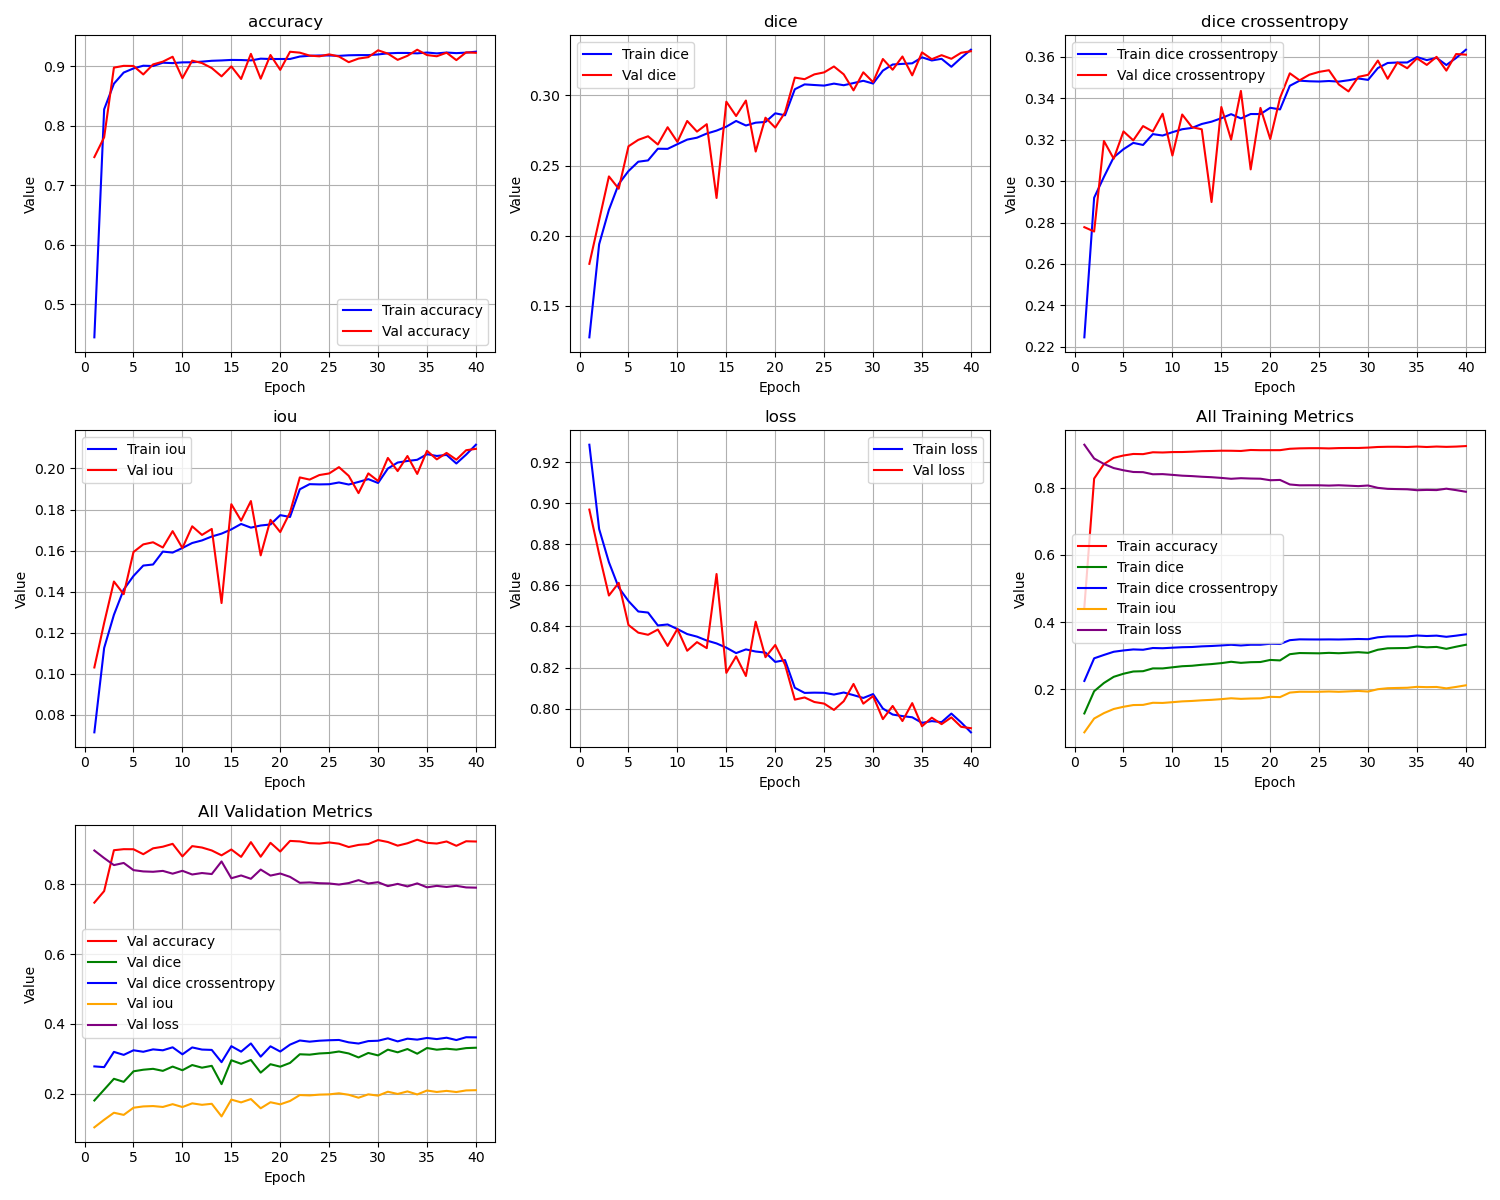 accuracy
Value
0.9
0.8
0.7
0.6
0.5
Train accuracy
Val accuracy
0 5 10 15 20 25 30 35 40
Epoch
dice
Value
0.30
0.25
0.20
0.15
Train dice
Val dice
0 5 10 15 20 25 30 35 40
Epoch
dice crossentropy
Value
0.36
0.34
0.32
0.30
0.28
0.26
0.24
0.22
Train dice crossentropy
Val dice crossentropy
0 5 10 15 20 25 30 35 40
Epoch
iou
Value
0.20
0.18
0.16
0.14
0.12
0.10
0.08
Train iou
Val iou
0 5 10 15 20 25 30 35 40
Epoch
loss
Value
0.92
0.90
0.88
0.86
0.84
0.82
0.80
Train loss
Val loss
0 5 10 15 20 25 30 35 40
Epoch
All Training Metrics
Value
0.8
0.6
0.4
0.2
Train accuracy
Train dice
Train dice crossentropy
Train iou
Train loss
0 5 10 15 20 25 30 35 40
Epoch
All Validation Metrics
Value
0.8
0.6
0.4
0.2
Val accuracy
Val dice
Val dice crossentropy
Val iou
Val loss
0 5 10 15 20 25 30 35 40
Epoch